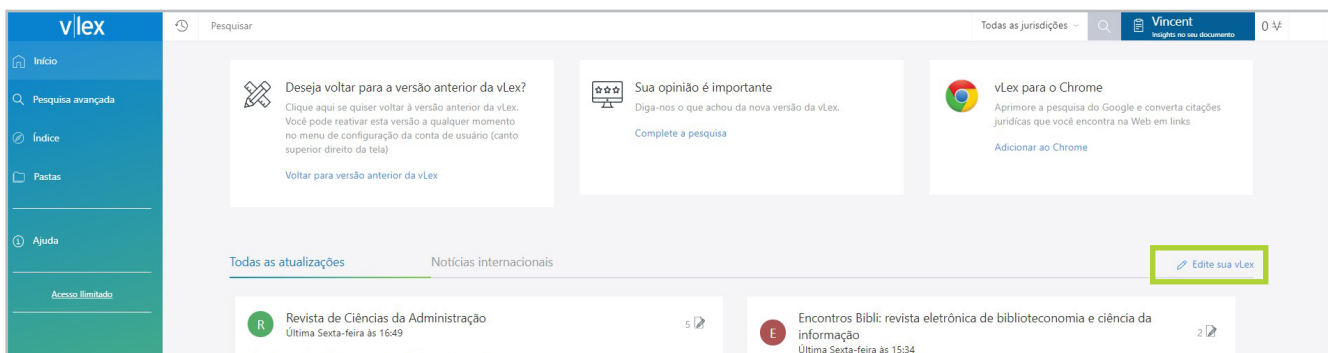 v|lex
Pesquisar
Todas as jurisdições
Vincent
Insights no seu documento
0
Início
Pesquisa avançada
Índice
Pastas
Ajuda
Acesso Ilimitado
Deseja voltar para a versão anterior da vLex?
Clique aqui se quiser voltar à versão anterior da vLex.
Você pode reativar esta versão a qualquer momento
no menu de configuração da conta de usuário (canto
superior direito da tela)
Voltar para versão anterior da vLex
Sua opinião é importante
Diga-nos o que achou da nova versão da vLex.
Complete a pesquisa
vLex para o Chrome
Aprimore a pesquisa do Google e converta citações
jurídicas que você encontra na Web em links
Adicionar ao Chrome
Todas as atualizações
Notícias internacionais
Edite sua vLex
R
Revista de Ciências da Administração
Última Sexta-feira às 16:49
5
E
Encontros Bibli: revista eletrônica de biblioteconomia e ciência da
informação
Última Sexta-feira às 15:34
2